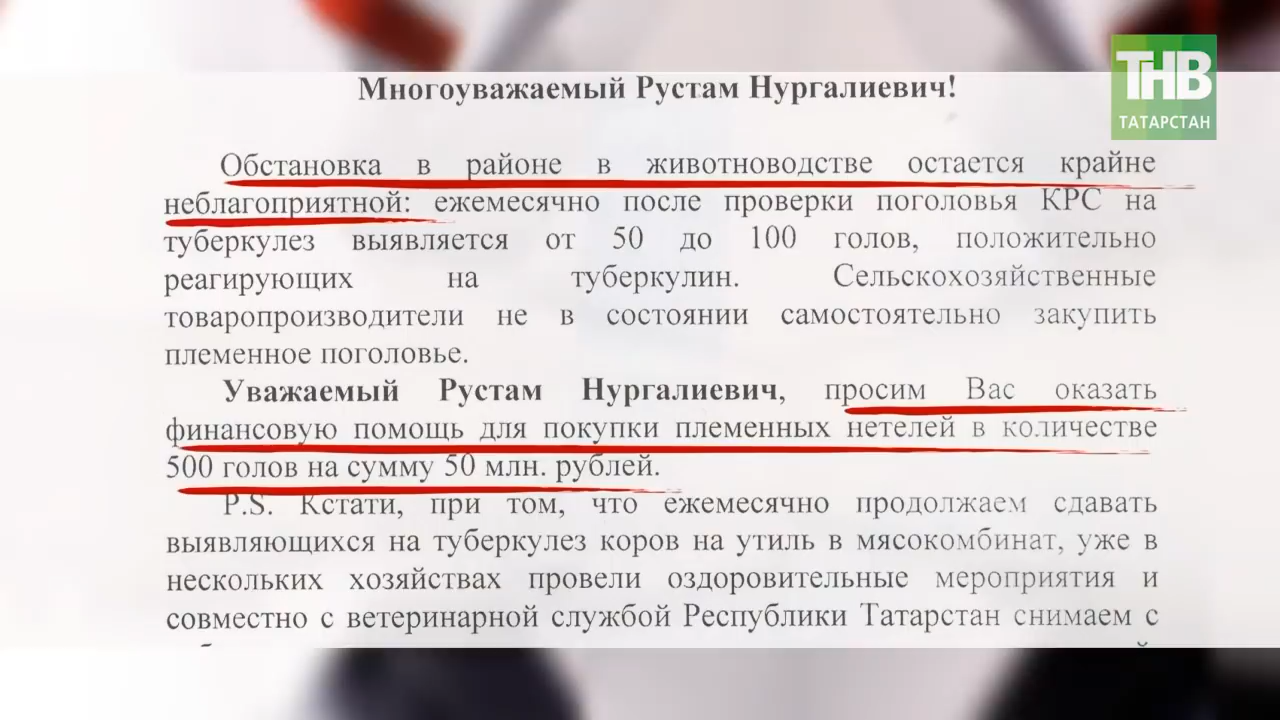 Многоуважаемый Рустам Нургалиевич!
ТНВ
ТАТАРСТАН
Обстановка в районе в животноводстве остается крайне
неблагоприятной: ежемесячно после проверки поголовья КРС на
туберкулез выявляется от 50 до 100 голов, положительно
реагирующих на туберкулин. Сельскохозяйственные
товаропроизводители не в состоянии самостоятельно закупить
племенное поголовье.
Уважаемый Рустам Нургалиевич, просим Вас оказать
финансовую помощь для покупки племенных нетелей в количестве
500 голов на сумму 50 млн. рублей.
P.S. Кстати, при том, что ежемесячно продолжаем сдавать
выявляющихся на туберкулез коров на утиль в мясокомбинат, уже в
нескольких хозяйствах провели оздоровительные мероприятия и
совместно с ветеринарной службой Республики Татарстан снимаем с